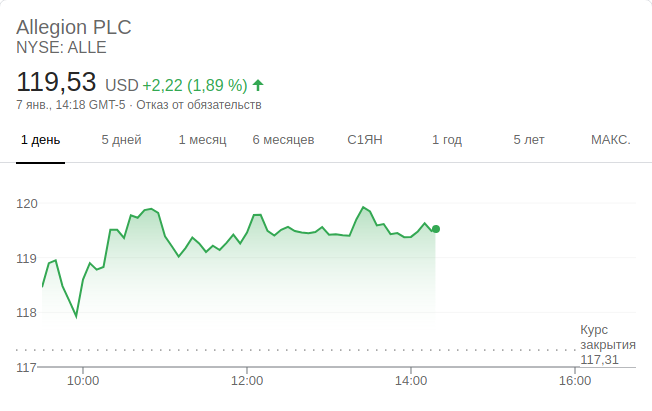 Allegion PLC
NYSE: ALLE
119,53 USD +2,22 (1,89 %)
7 янв., 14:18 GMT-5 · Отказ от обязательств
1 день 5 дней 1 месяц 6 месяцев С1ЯН 1 год 5 лет МАКС.
120
119
118
Курс
закрытия
117,31
117
10:00 12:00 14:00 16:00